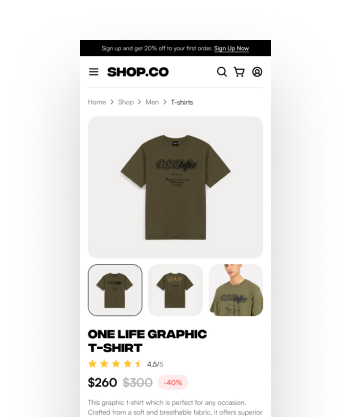 Sign up and get 20% off to your first order. Sign Up Now
SHOP.CO
Home > Shop > Men > T-shirts
ONE LIFE GRAPHIC
T-SHIRT
4.5/5
$260 $300 -40%
This graphic t-shirt which is perfect for any occasion.
Crafted from a soft and breathable fabric, it offers superior